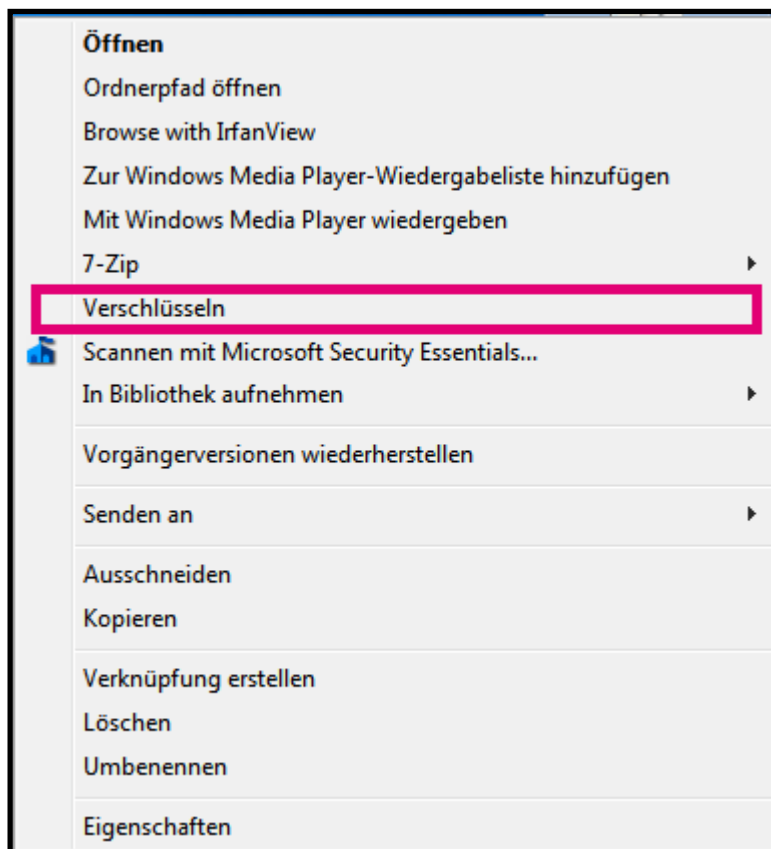 Öffnen
Ordnerpfad öffnen
Browse with IrfanView
Zur Windows Media Player-Wiedergabeliste hinzufügen
Mit Windows Media Player wiedergeben
7-Zip
Verschlüsseln
Scannen mit Microsoft Security Essentials...
In Bibliothek aufnehmen
Vorgängerversionen wiederherstellen
Senden an
Ausschneiden
Kopieren
Verknüpfung erstellen
Löschen
Umbenennen
Eigenschaften